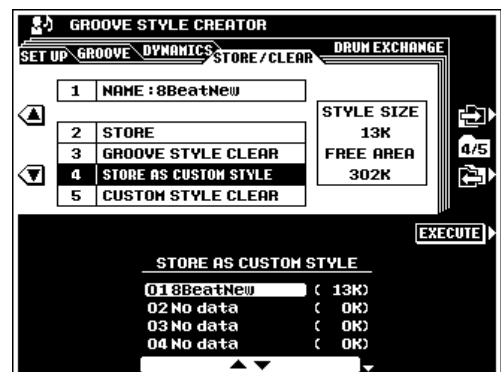 GROOVE STYLE CREATOR
SET UP GROOVE DYNAMICS STORE/CLEAR DRUM EXCHANGE
1 NAME :8BeatNew
2 STORE
3 GROOVE STYLE CLEAR
4 STORE AS CUSTOM STYLE
5 CUSTOM STYLE CLEAR
STYLE SIZE
13K
FREE AREA
302K
4/5
EXECUTE
STORE AS CUSTOM STYLE
01 8BeatNew ( 13K)
02 No data ( 0K)
03 No data ( 0K)
04 No data ( 0K)